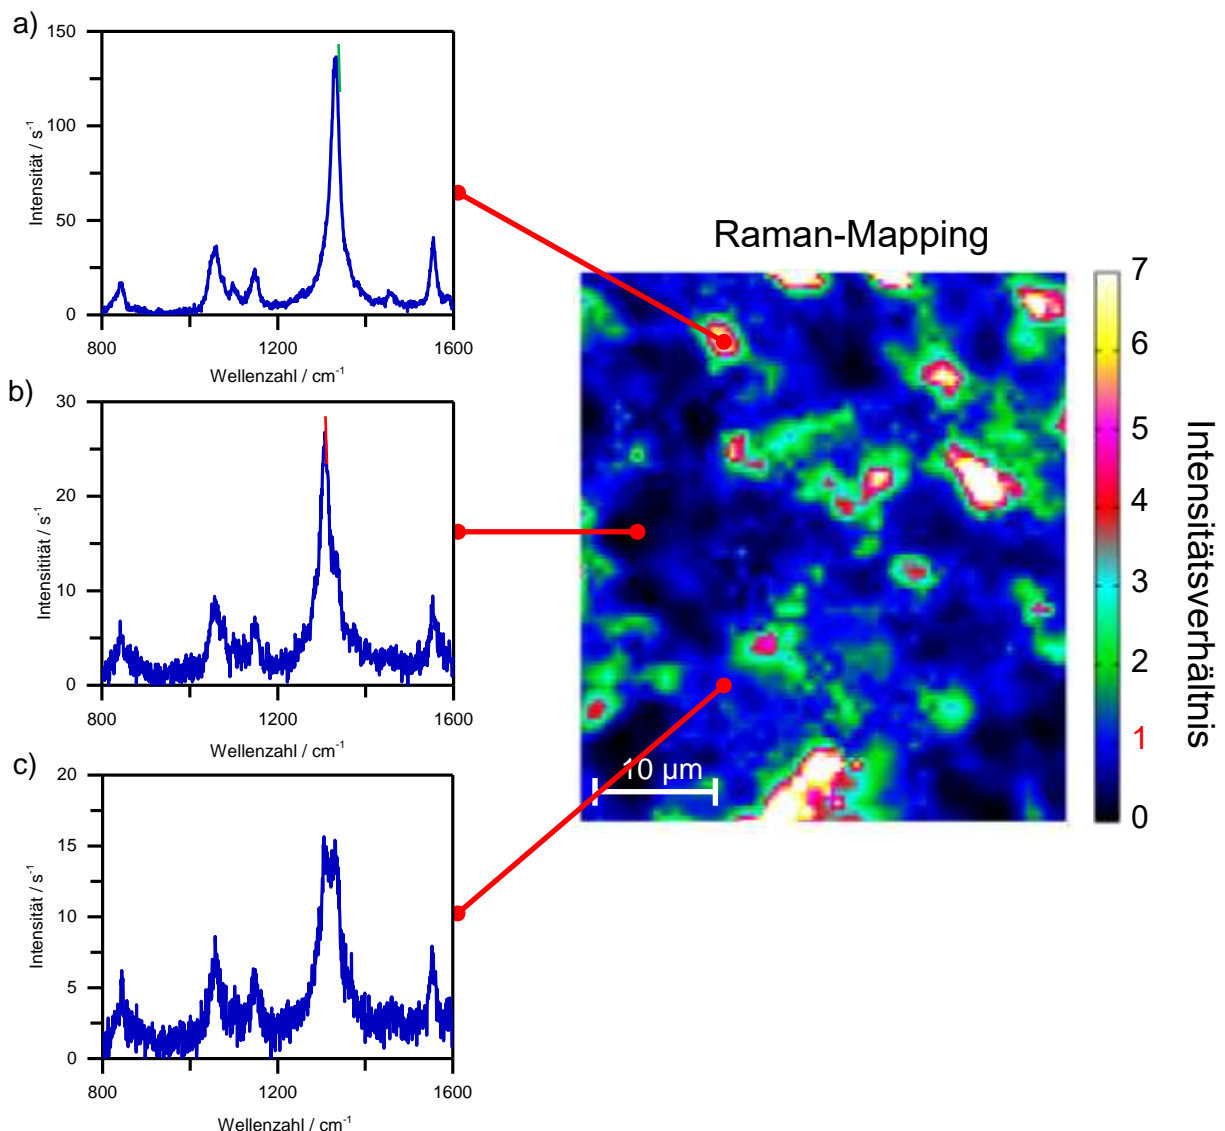 a)
150
100
50
0
Intensität / s-1
800 1200 1600
Wellenzahl / cm-1
b)
30
20
10
0
Intensitität / s-1
800 1200 1600
Wellenzahl / cm-1
c)
20
15
10
5
0
Intensität / s-1
800 1200 1600
Wellenzahl / cm-1
Raman-Mapping
10 µm
7
6
5
4
3
2
1
0
Intensitätsverhältnis